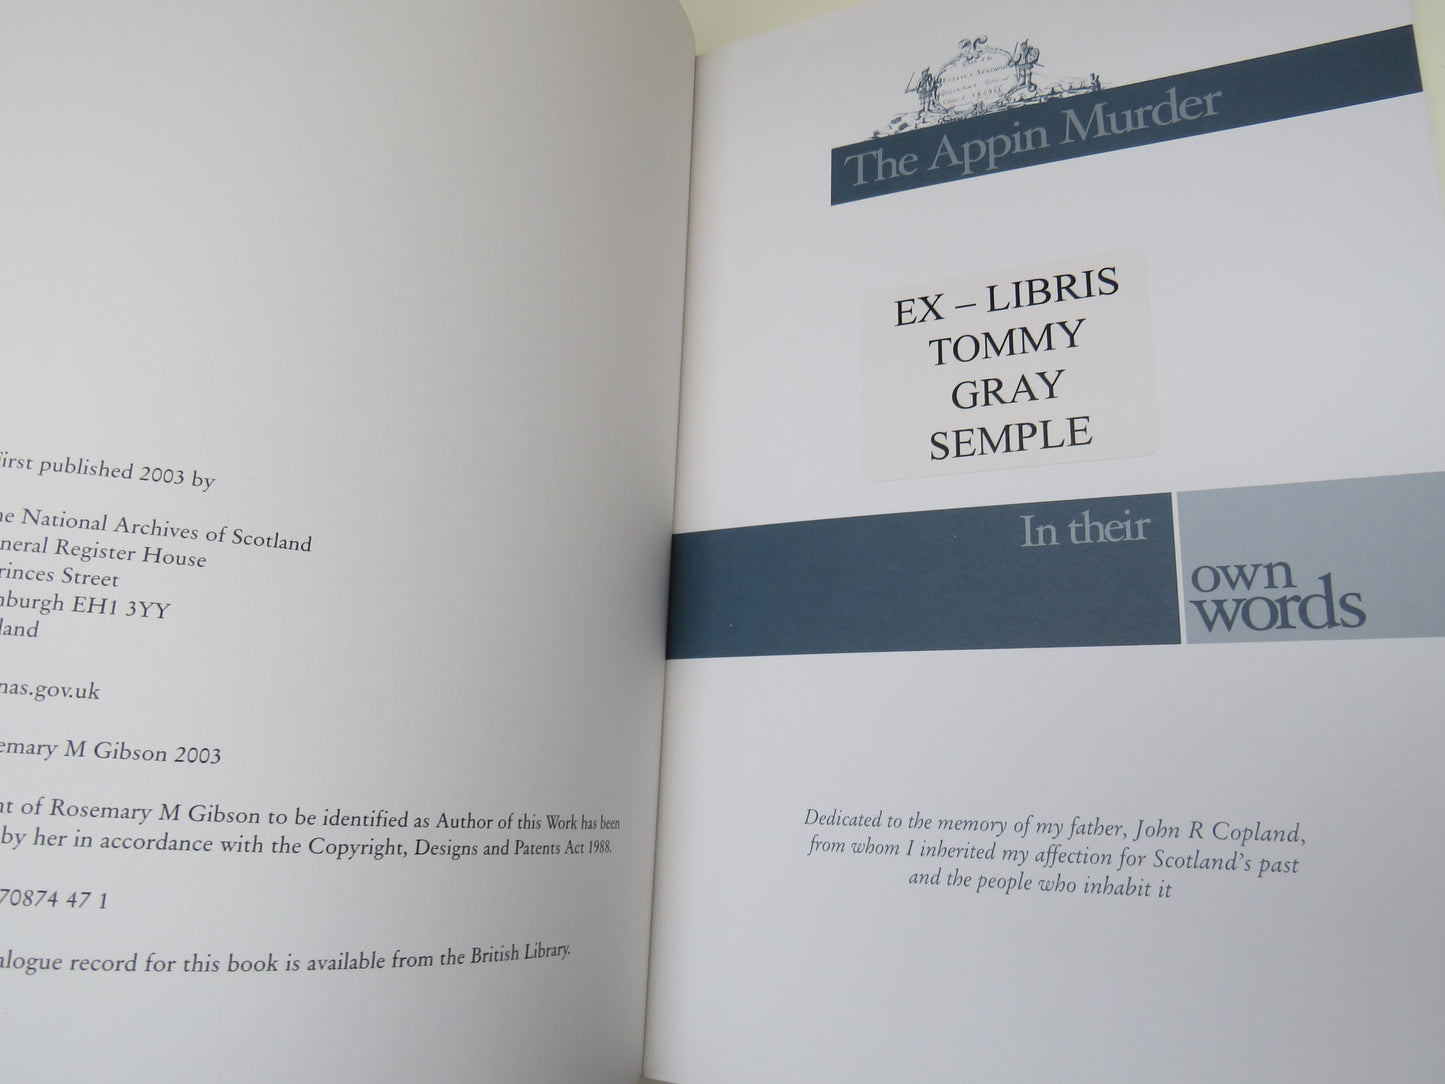 irst published 2003 by
e National Archives of Scotland
neral Register House
rinces Street
nburgh EH1 3YY
land
nas.gov.uk
emary M Gibson 2003
nt of Rosemary M Gibson to be identified as Author of this Work has been
by her in accordance with the Copyright, Designs and Patents Act 1988.
70874 47 1
alogue record for this book is available from the British Library.
The Appin Murder
EX – LIBRIS
TOMMY
GRAY
SEMPLE
In their
own
words
Dedicated to the memory of my father, John R Copland,
from whom I inherited my affection for Scotland's past
and the people who inhabit it